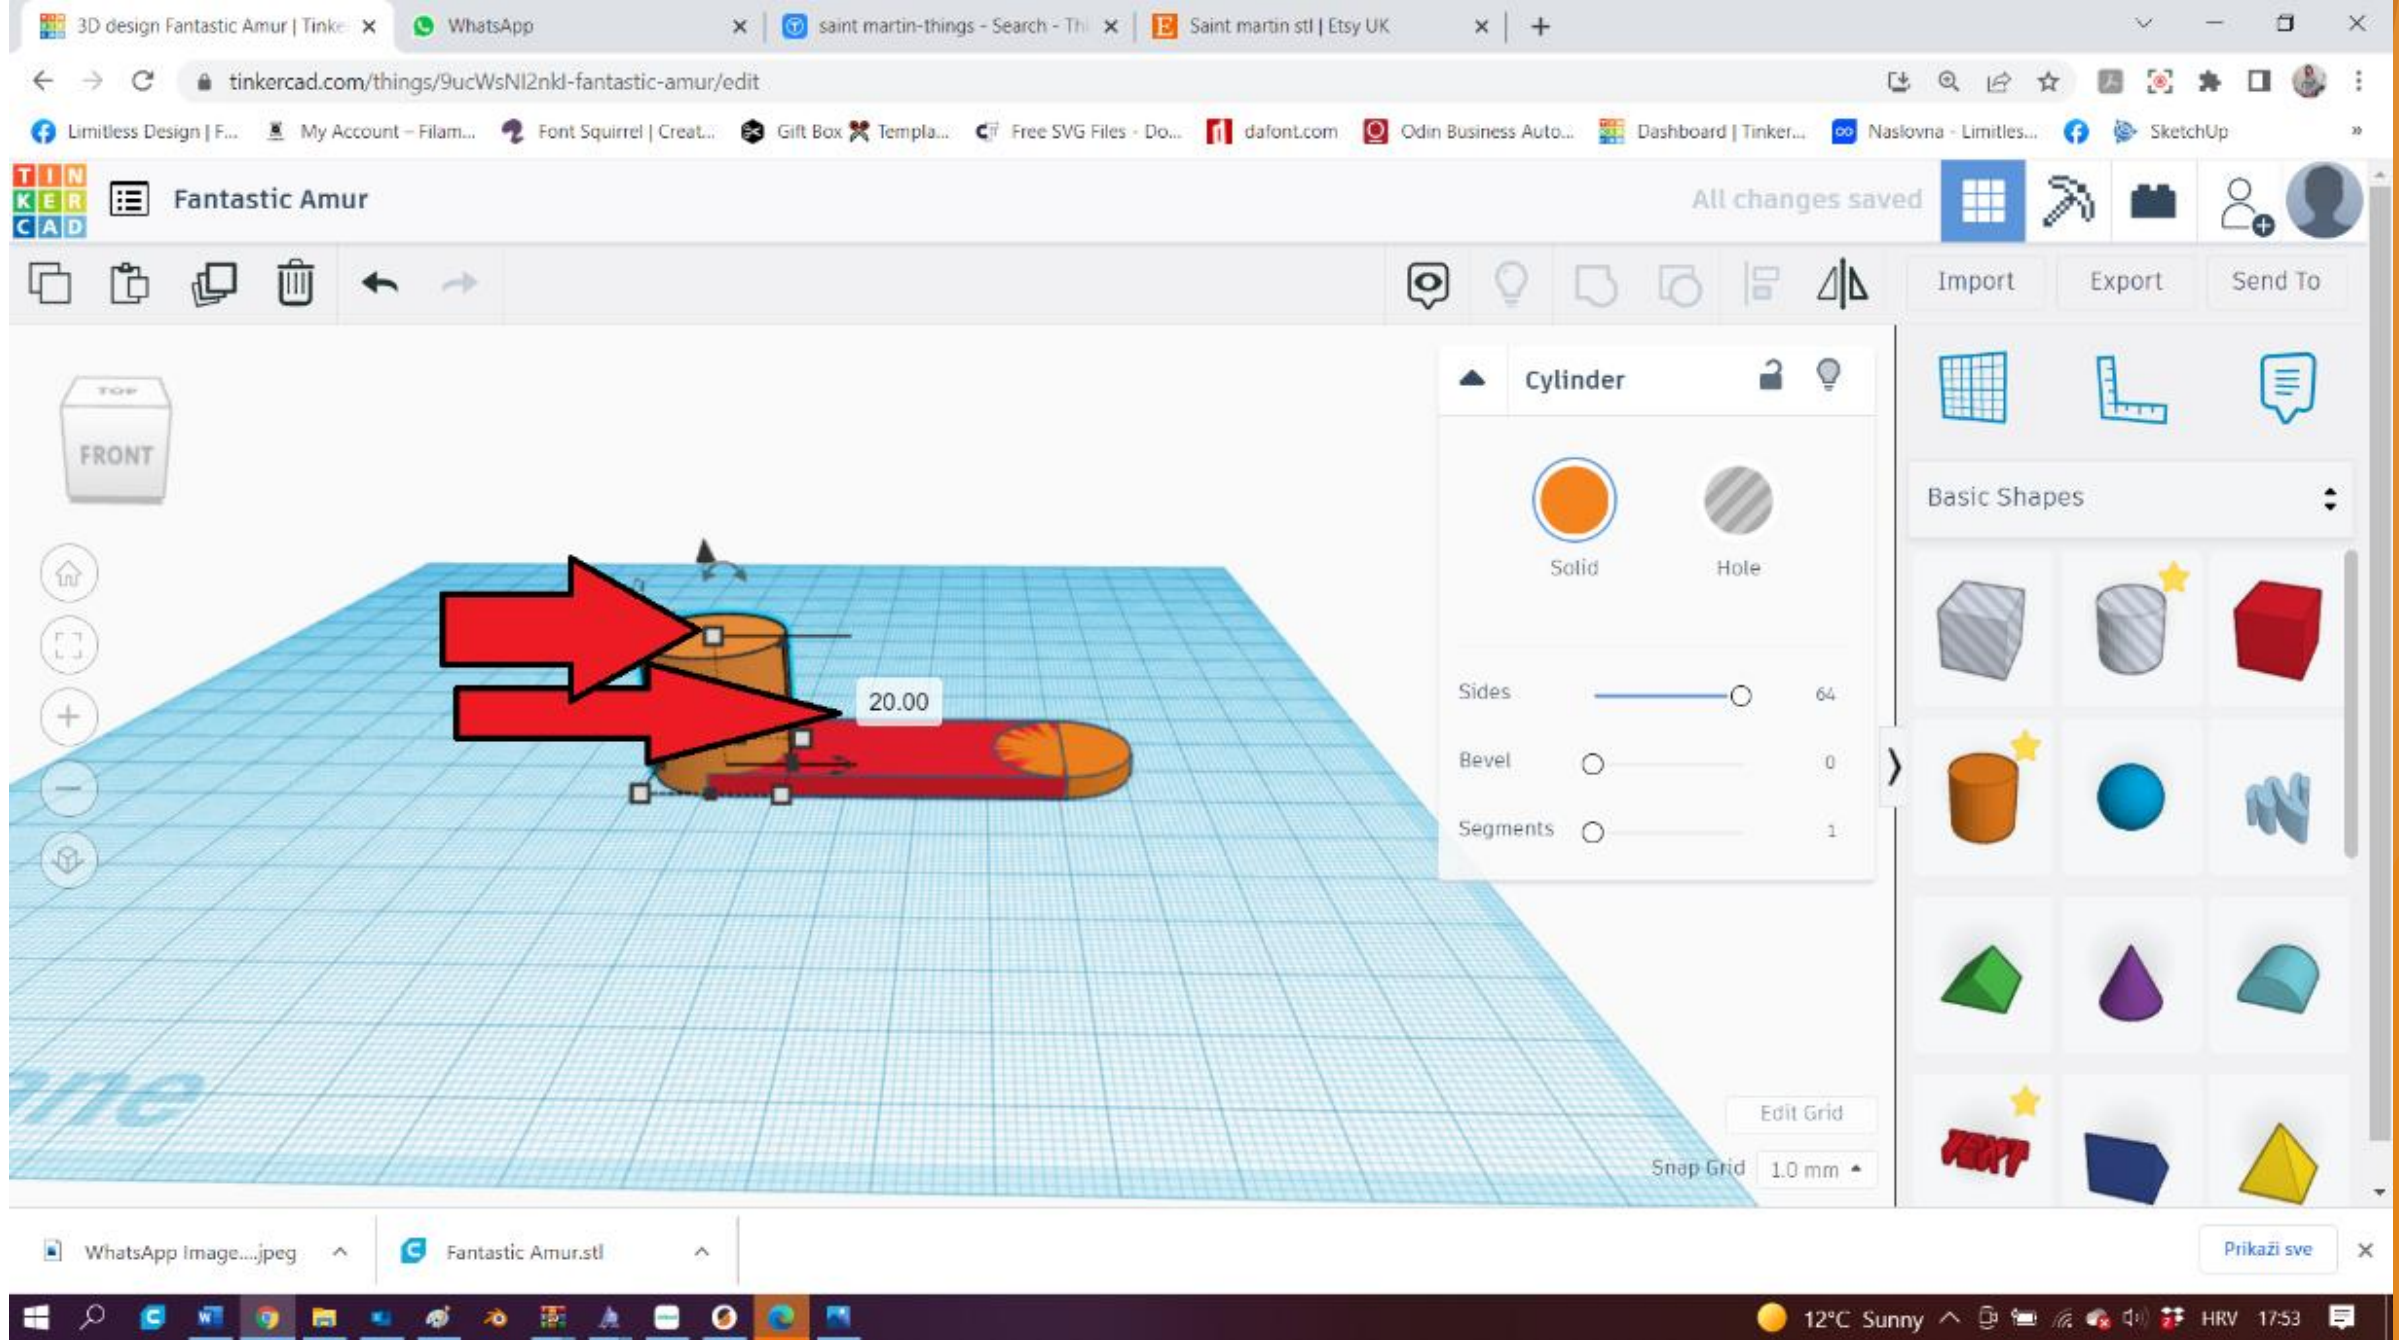 3D design Fantastic Amur | Tinke
WhatsApp
saint martin-things - Search - Thi
Saint martin stl | Etsy UK
tinkercad.com/things/9ucWsNl2nkl-fantastic-amur/edit
Limitless Design | F...
My Account – Filam...
Font Squirrel | Creat...
Gift Box ✖ Templa...
Free SVG Files - Do...
dafont.com
Odin Business Auto...
Dashboard | Tinker...
Naslovna - Limitles...
SketchUp
»
TIN
KER
CAD
Fantastic Amur
All changes saved
Import
Export
Send To
TOP
FRONT
Cylinder
Solid
Hole
Sides
64
Bevel
0
Segments
1
20.00
Basic Shapes
TEXT
Edit Grid
Snap Grid
1.0 mm
WhatsApp Image....jpeg
Fantastic Amur.stl
Prikaži sve
12°C Sunny
HRV
17:53